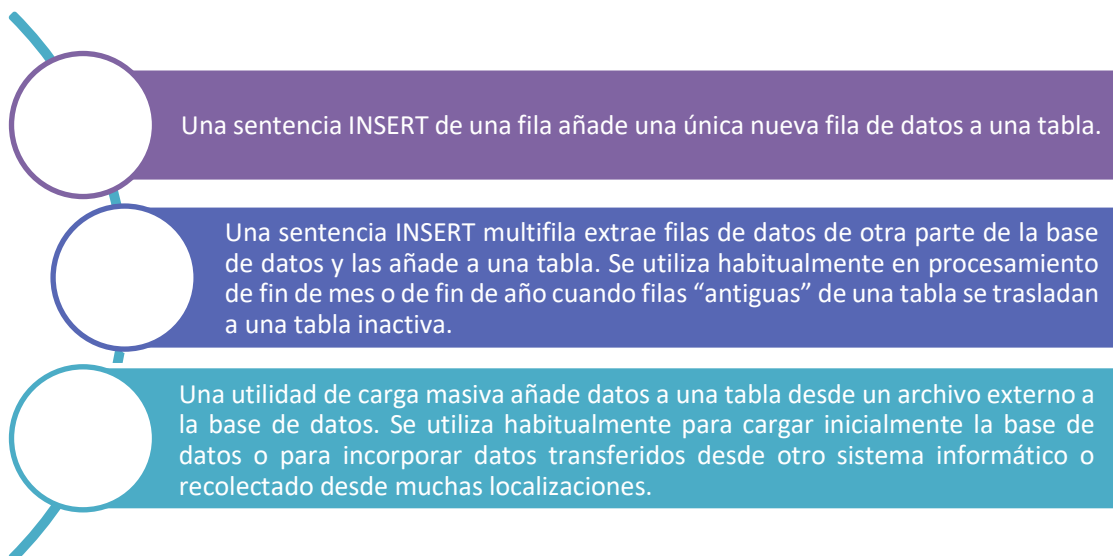 Una sentencia INSERT de una fila añade una única nueva fila de datos a una tabla.
Una sentencia INSERT multifila extrae filas de datos de otra parte de la base
de datos y las añade a una tabla. Se utiliza habitualmente en procesamiento
de fin de mes o de fin de año cuando filas “antiguas” de una tabla se trasladan
a una tabla inactiva.
Una utilidad de carga masiva añade datos a una tabla desde un archivo externo a
la base de datos. Se utiliza habitualmente para cargar inicialmente la base de
datos o para incorporar datos transferidos desde otro sistema informático o
recolectado desde muchas localizaciones.